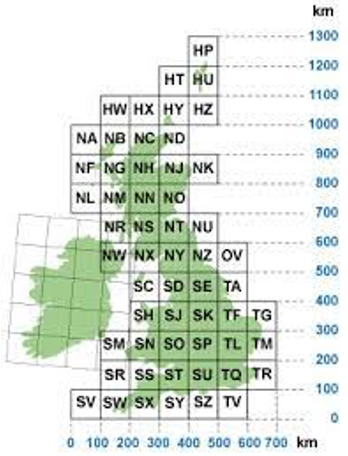 km
1300
HP
1200
HT HU
1100
HW HX HY HZ
1000
NA NB NC ND
900
NF NG NH NJ NK
800
NL NM NN NO
700
NR NS NT NU
600
NW NX NY NZ OV
500
SC SD SE TA
400
SH SJ SK TF TG
300
SM SN SO SP TL TM
200
SR SS ST SU TQ TR
100
SV SW SX SY SZ TV
0
0 100 200 300 400 500 600 700 km